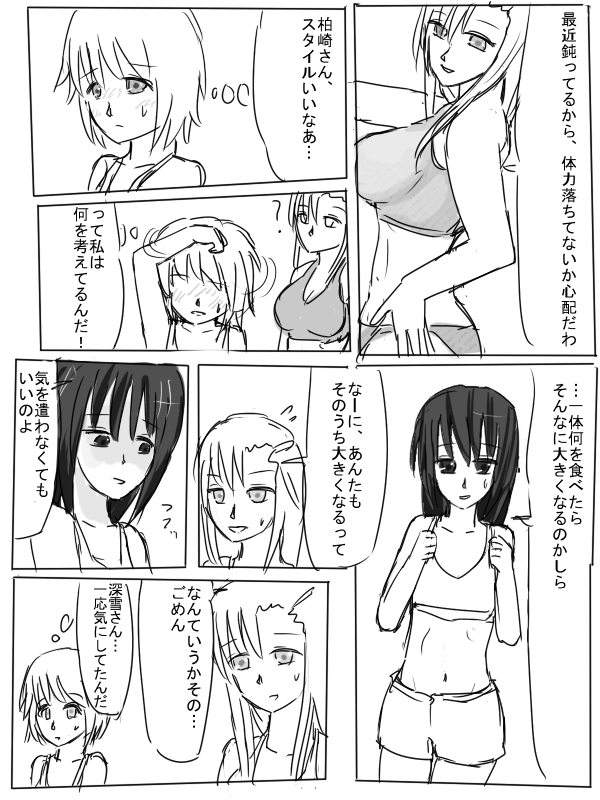 最近鈍ってるから、体力落ちてないか心配だわ
柏崎さん、
スタイルいいなあ…
?
って私は
何を考えてるんだ!
…一体何を食べたら
そんなに大きくなるのかしら
なーに、あんたも
そのうち大きくなるって
気を遣わなくても
いいのよ
フフッ
なんていうかその…
ごめん
深雪さん…
一応気にしてたんだ